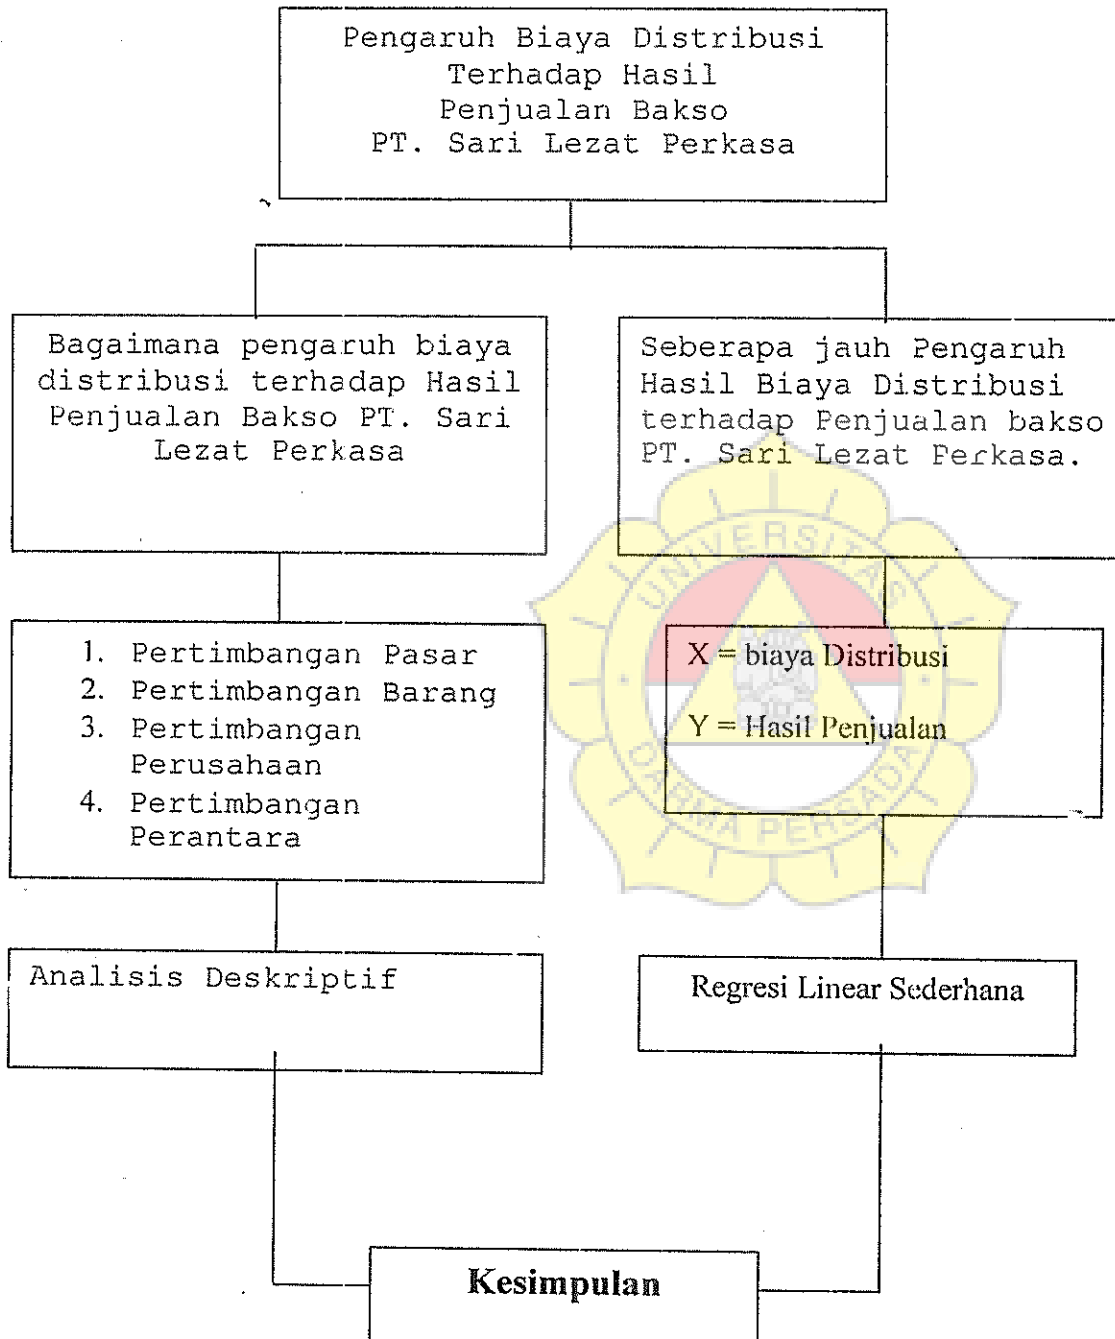 Pengaruh Biaya Distribusi
Terhadap Hasil
Penjualan Bakso
PT. Sari Lezat Perkasa
Bagaimana pengaruh biaya
distribusi terhadap Hasil
Penjualan Bakso PT. Sari
Lezat Perkasa
Seberapa jauh Pengaruh
Hasil Biaya Distribusi
terhadap Penjualan bakso
PT. Sari Lezat Perkasa.
1. Pertimbangan Pasar
2. Pertimbangan Barang
3. Pertimbangan
Perusahaan
4. Pertimbangan
Perantara
X = biaya Distribusi
Y = Hasil Penjualan
UNIVERSITAS
DARMA PERSADA
Analisis Deskriptif
Regresi Linear Sederhana
Kesimpulan